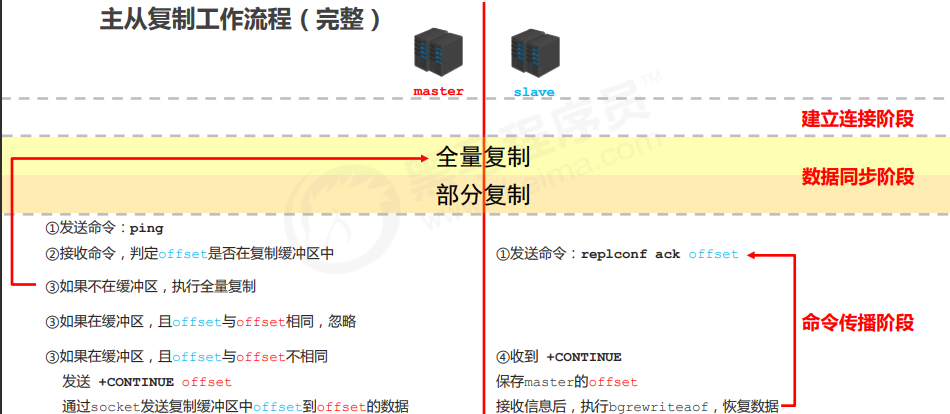 主从复制工作流程（完整）
master
slave
建立连接阶段
全量复制
数据同步阶段
部分复制
①发送命令：ping
②接收命令，判定offset是否在复制缓冲区中
①发送命令：replconf ack offset
③如果不在缓冲区，执行全量复制
③如果在缓冲区，且offset与offset相同，忽略
命令传播阶段
③如果在缓冲区，且offset与offset不相同
④收到 +CONTINUE
发送 +CONTINUE offset
保存master的offset
通过socket发送复制缓冲区中offset到offset的数据
接收信息后，执行bgrewriteaof，恢复数据